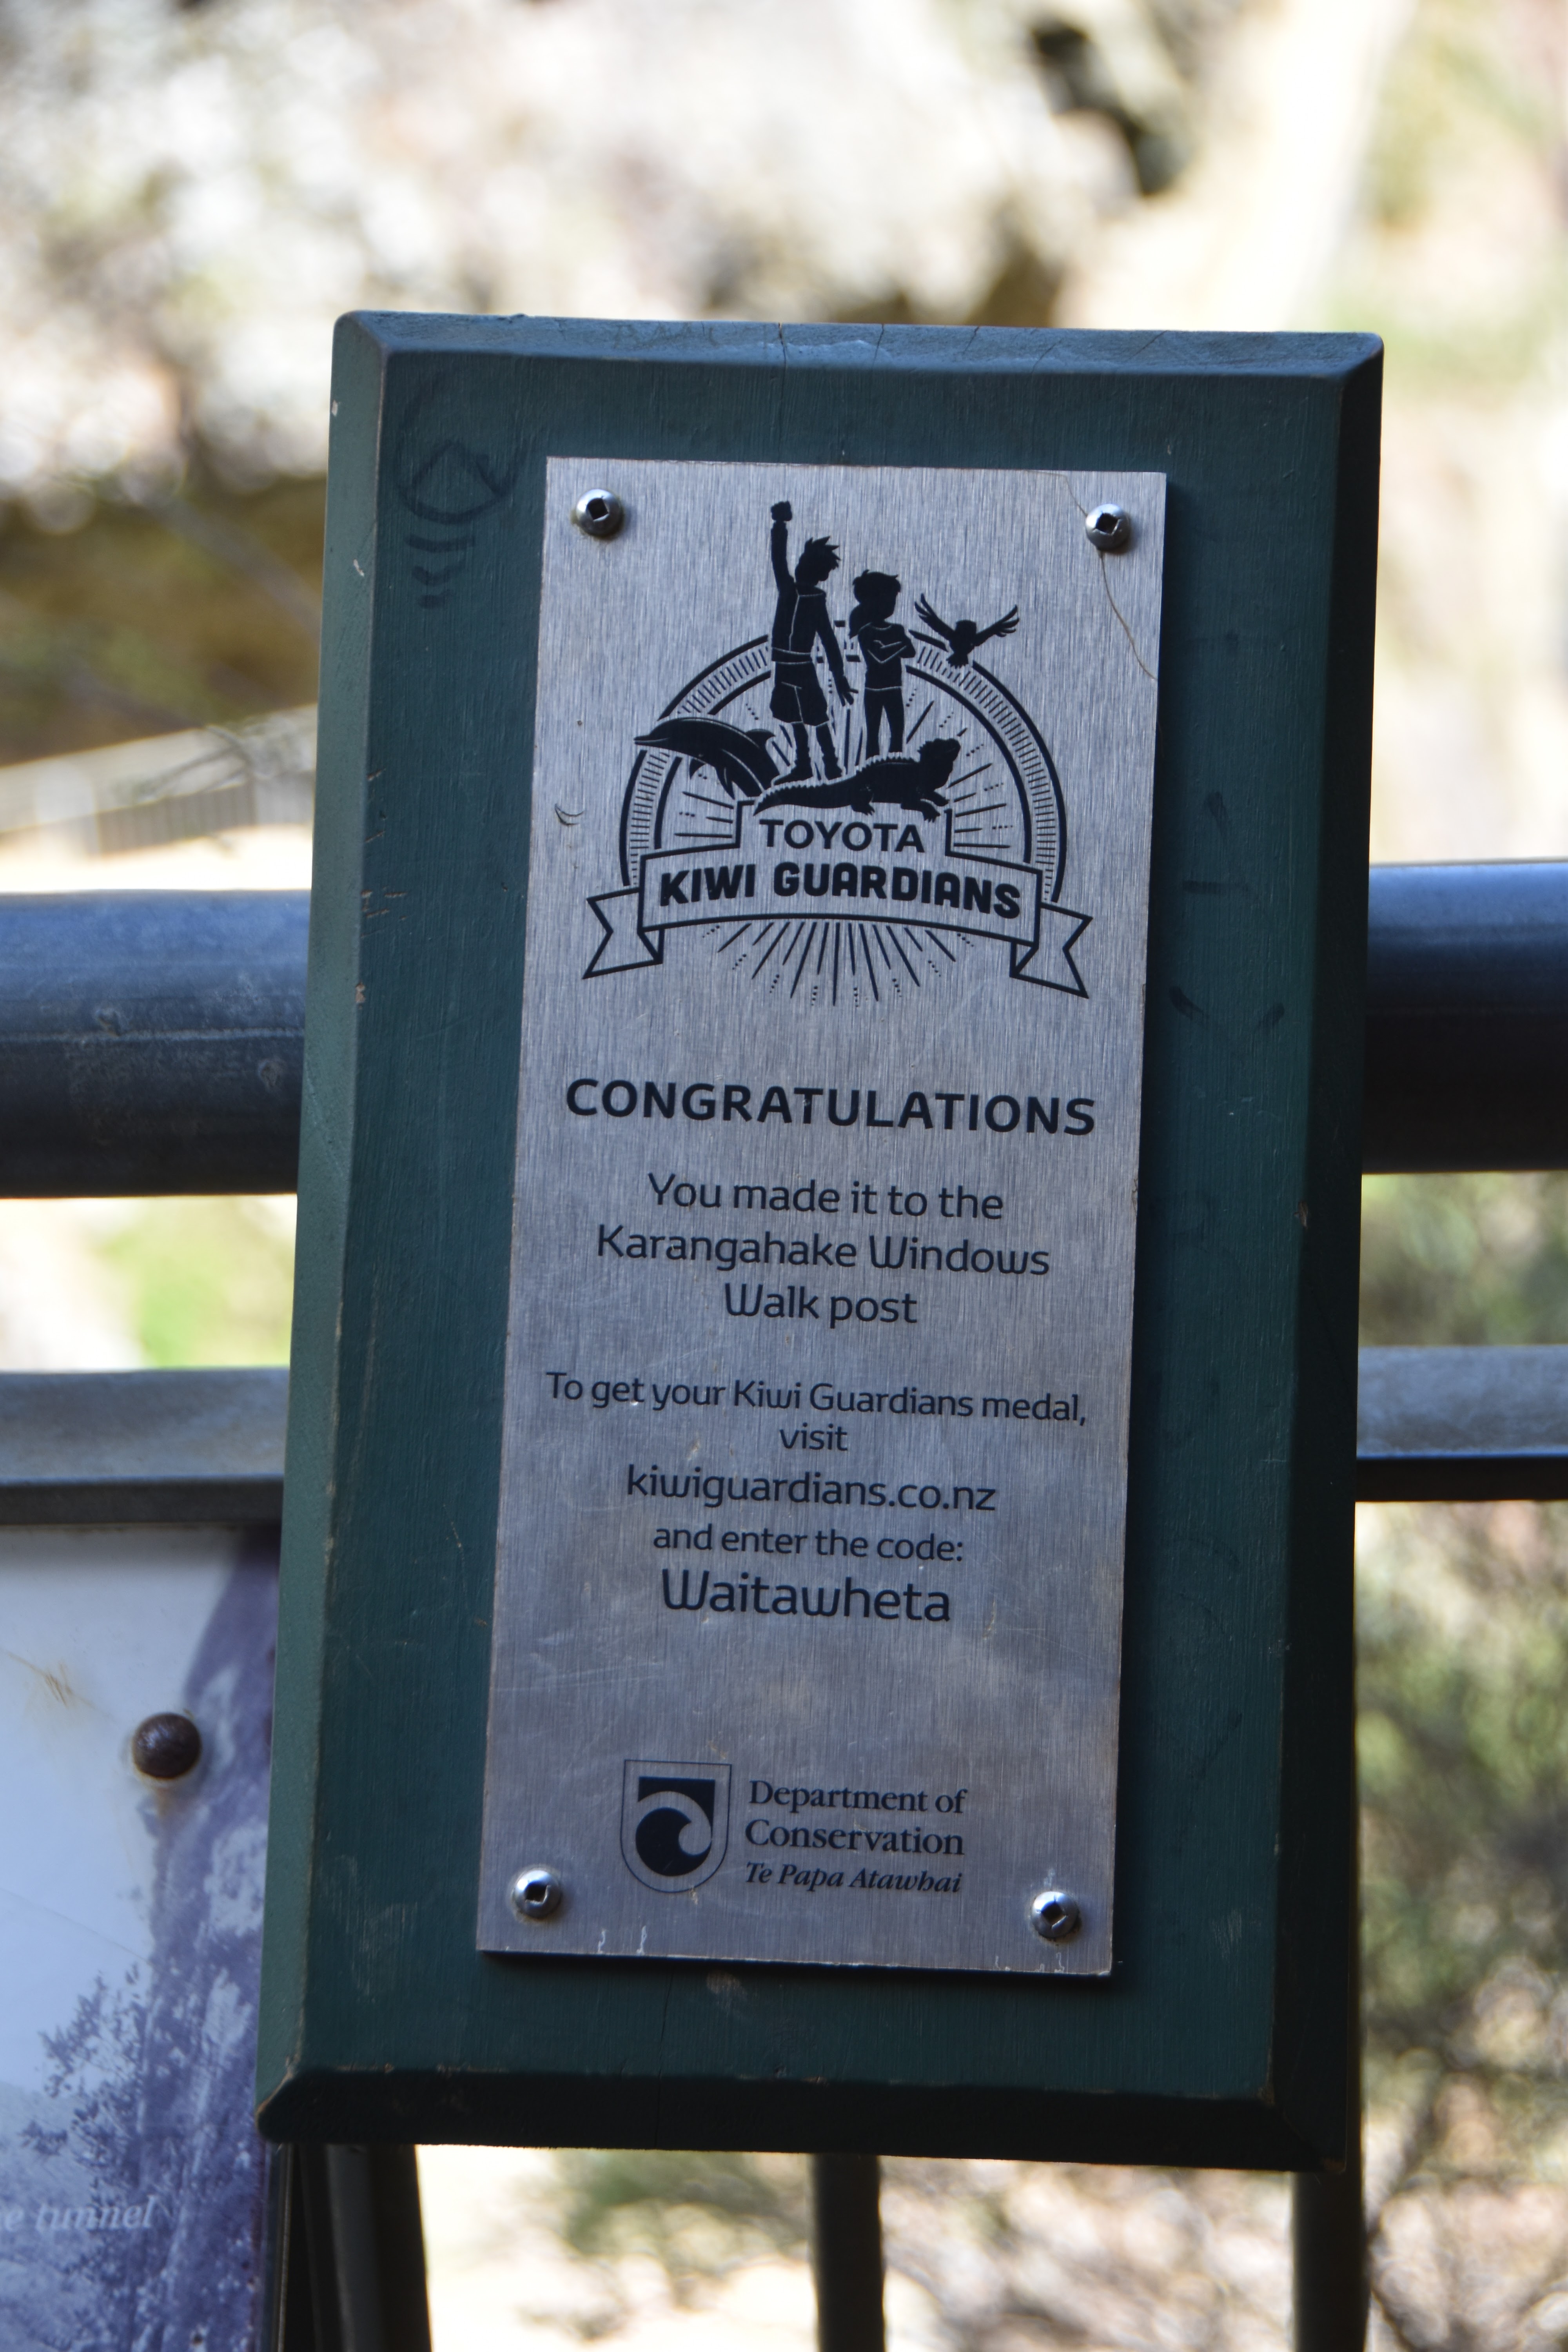 TOYOTA
KIWI GUARDIANS
CONGRATULATIONS
You made it to the
Karangahake Windows
Walk post
To get your Kiwi Guardians medal,
visit
kiwiguardians.co.nz
and enter the code:
Waitawheta
Department of
Conservation
Te Papa Atawhai
tunnel